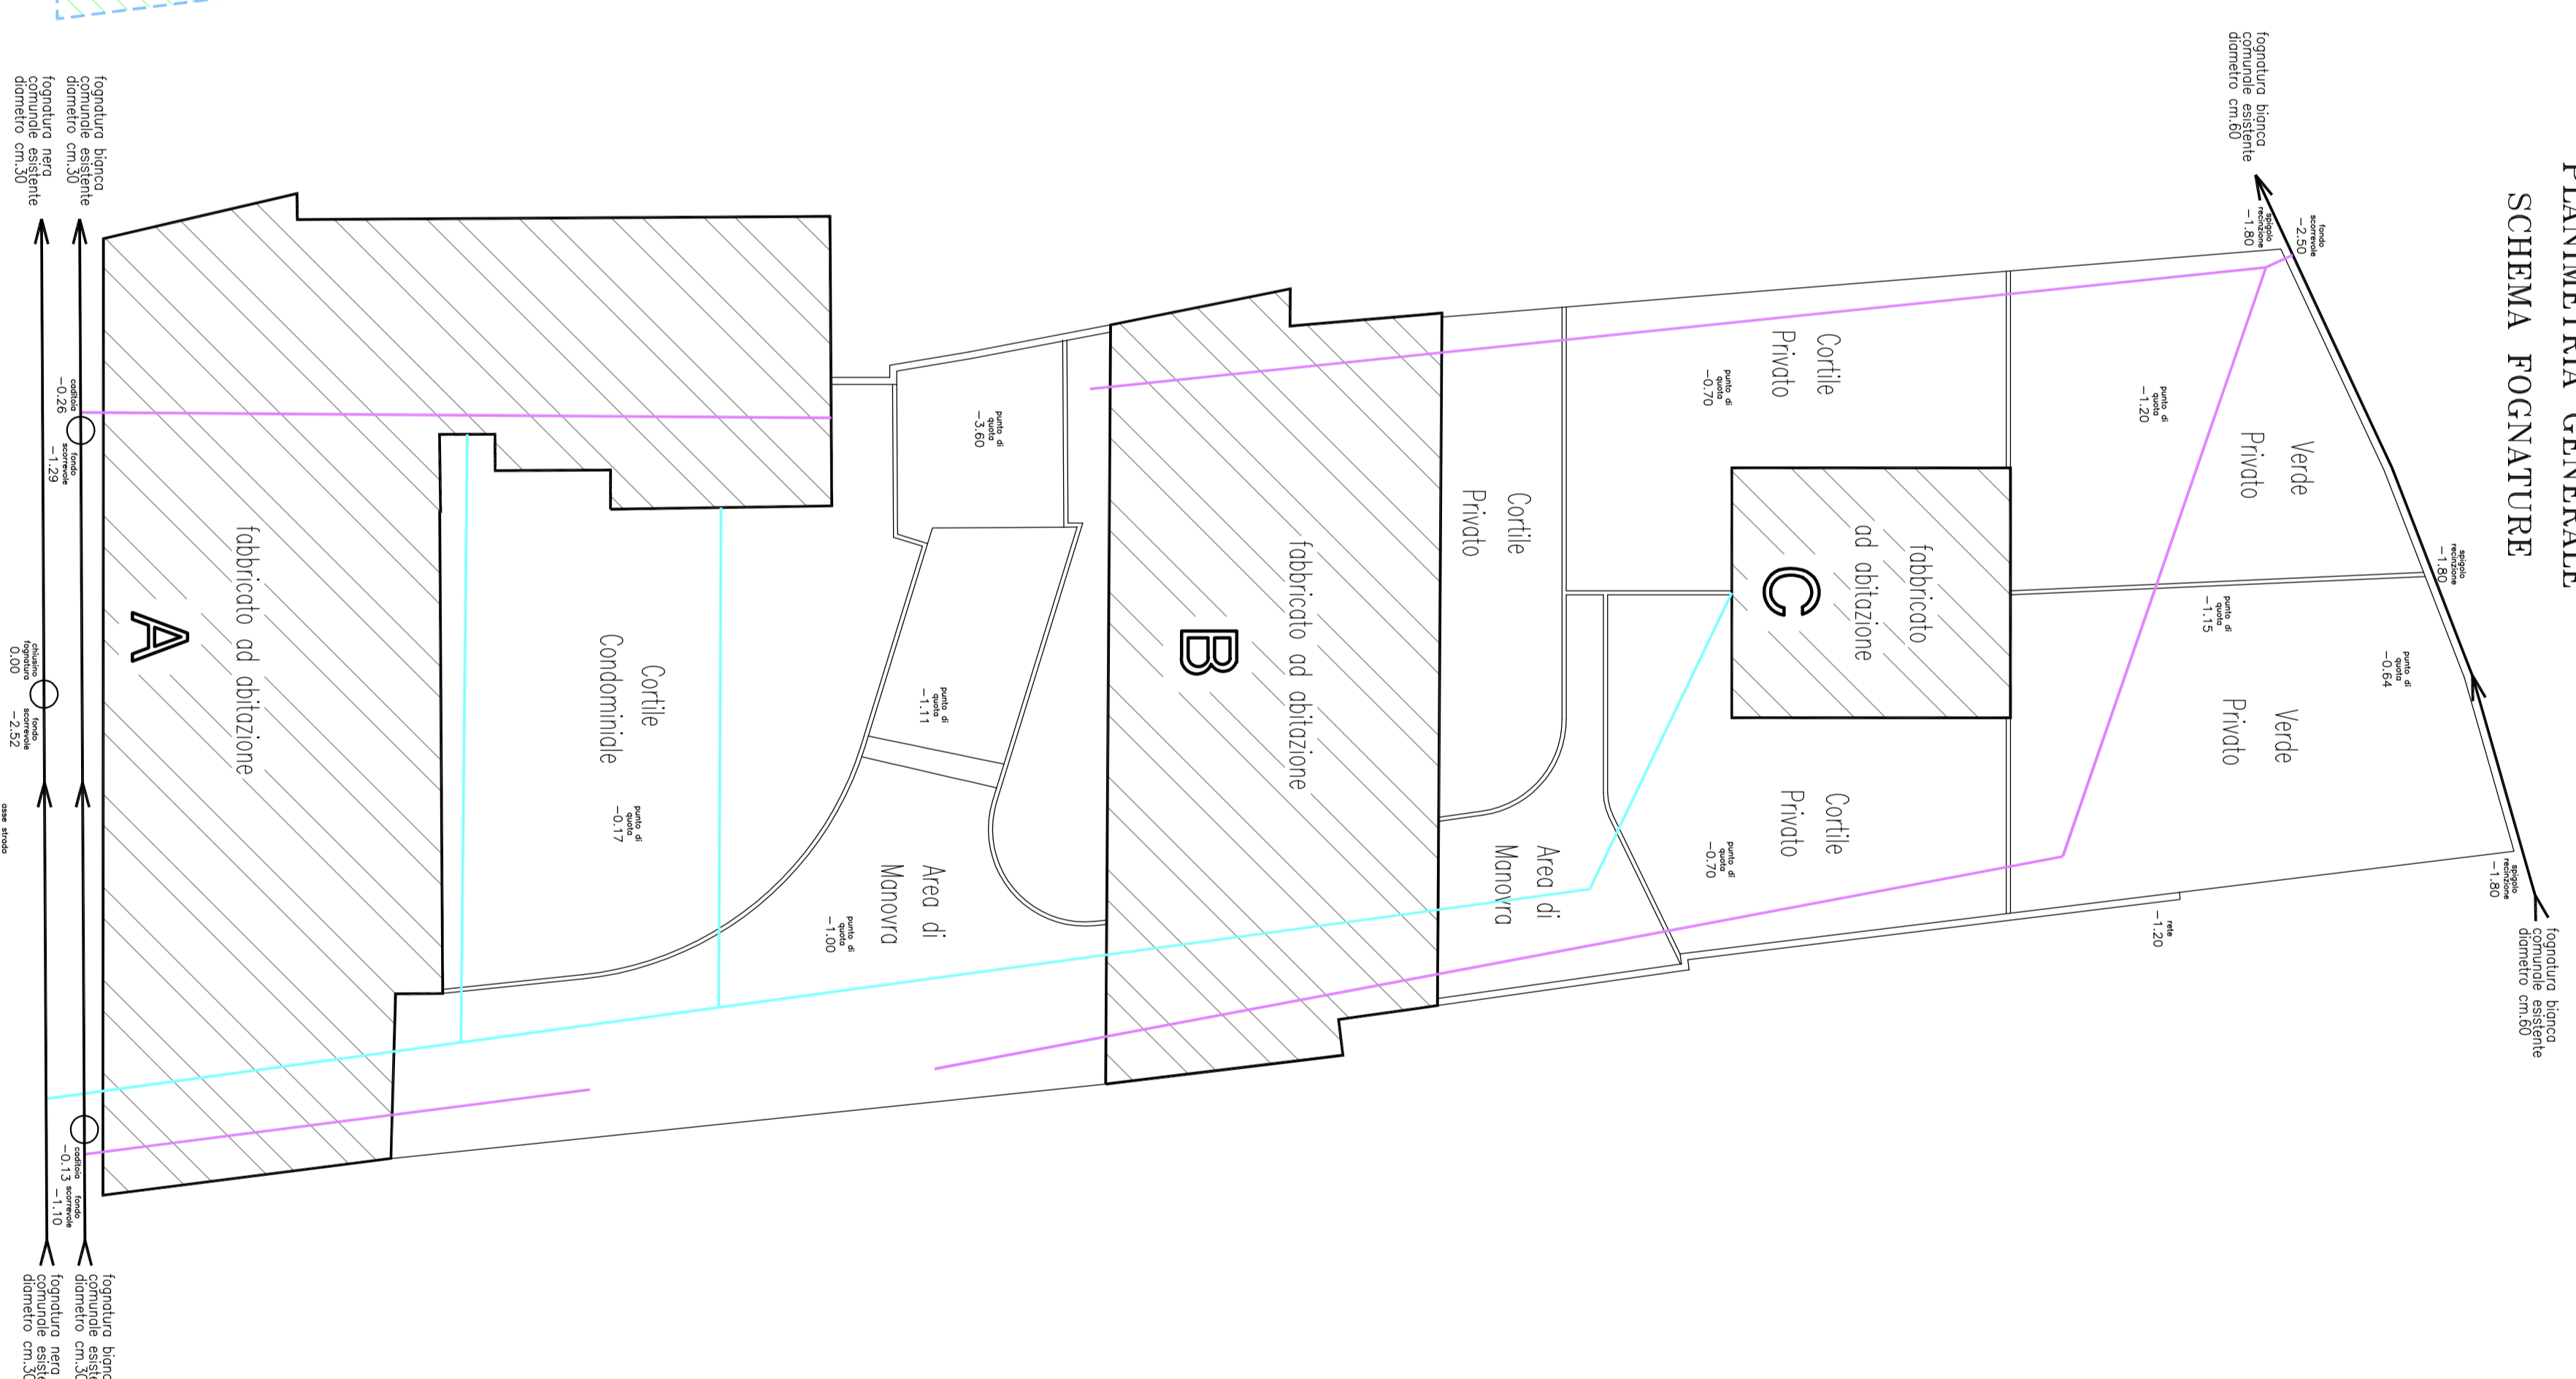 PLANIMETRIA GENERALE
SCHEMA FOGNATURE
fognatura bianca
comunale esistente
diametro cm.60
fondo
scorrevole
-2.50
spigolo
recinzione
-1.80
spigolo
recinzione
-1.80
spigolo
recinzione
-1.80
fognatura bianca
comunale esistente
diametro cm.60
punto di
quota
-0.64
Verde
Privato
punto di
quota
-1.20
Verde
Privato
punto di
quota
-1.15
rete
-1.20
fabbricato
ad abitazione
C
Cortile
Privato
punto di
quota
-0.70
Cortile
Privato
punto di
quota
-0.70
Cortile
Privato
Area di
Manovra
fabbricato ad abitazione
B
punto di
quota
-3.60
punto di
quota
-1.11
Area di
Manovra
punto di
quota
-1.00
Cortile
Condominiale
punto di
quota
-0.17
fabbricato ad abitazione
A
fognatura bianca
comunale esistente
diametro cm.30
fognatura nera
comunale esistente
diametro cm.30
caditoia
-0.26
fondo
scorrevole
-1.29
chiusino
fognatura
0.00
fondo
scorrevole
-2.52
caditoia
-0.13
fondo
scorrevole
-1.10
asse strada
fognatura
comunale
diametro
fognatura nera
comunale
diametro